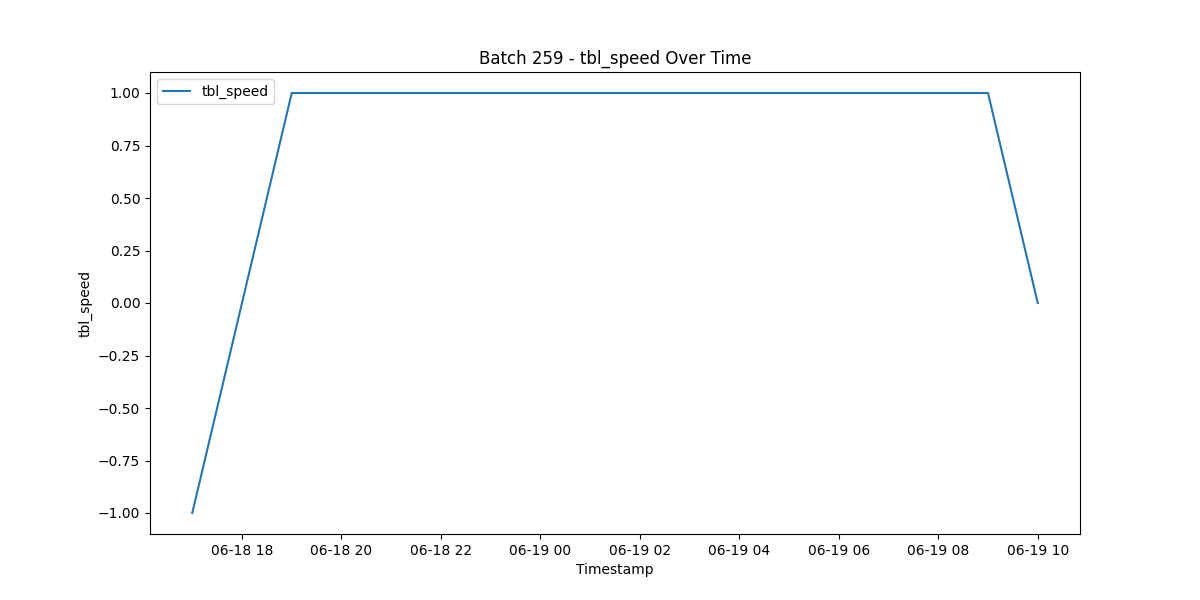 Batch 259 - tbl_speed Over Time
tbl_speed
1.00
0.75
0.50
0.25
0.00
−0.25
−0.50
−0.75
−1.00
tbl_speed
06-18 18 06-18 20 06-18 22 06-19 00 06-19 02 06-19 04 06-19 06 06-19 08 06-19 10
Timestamp